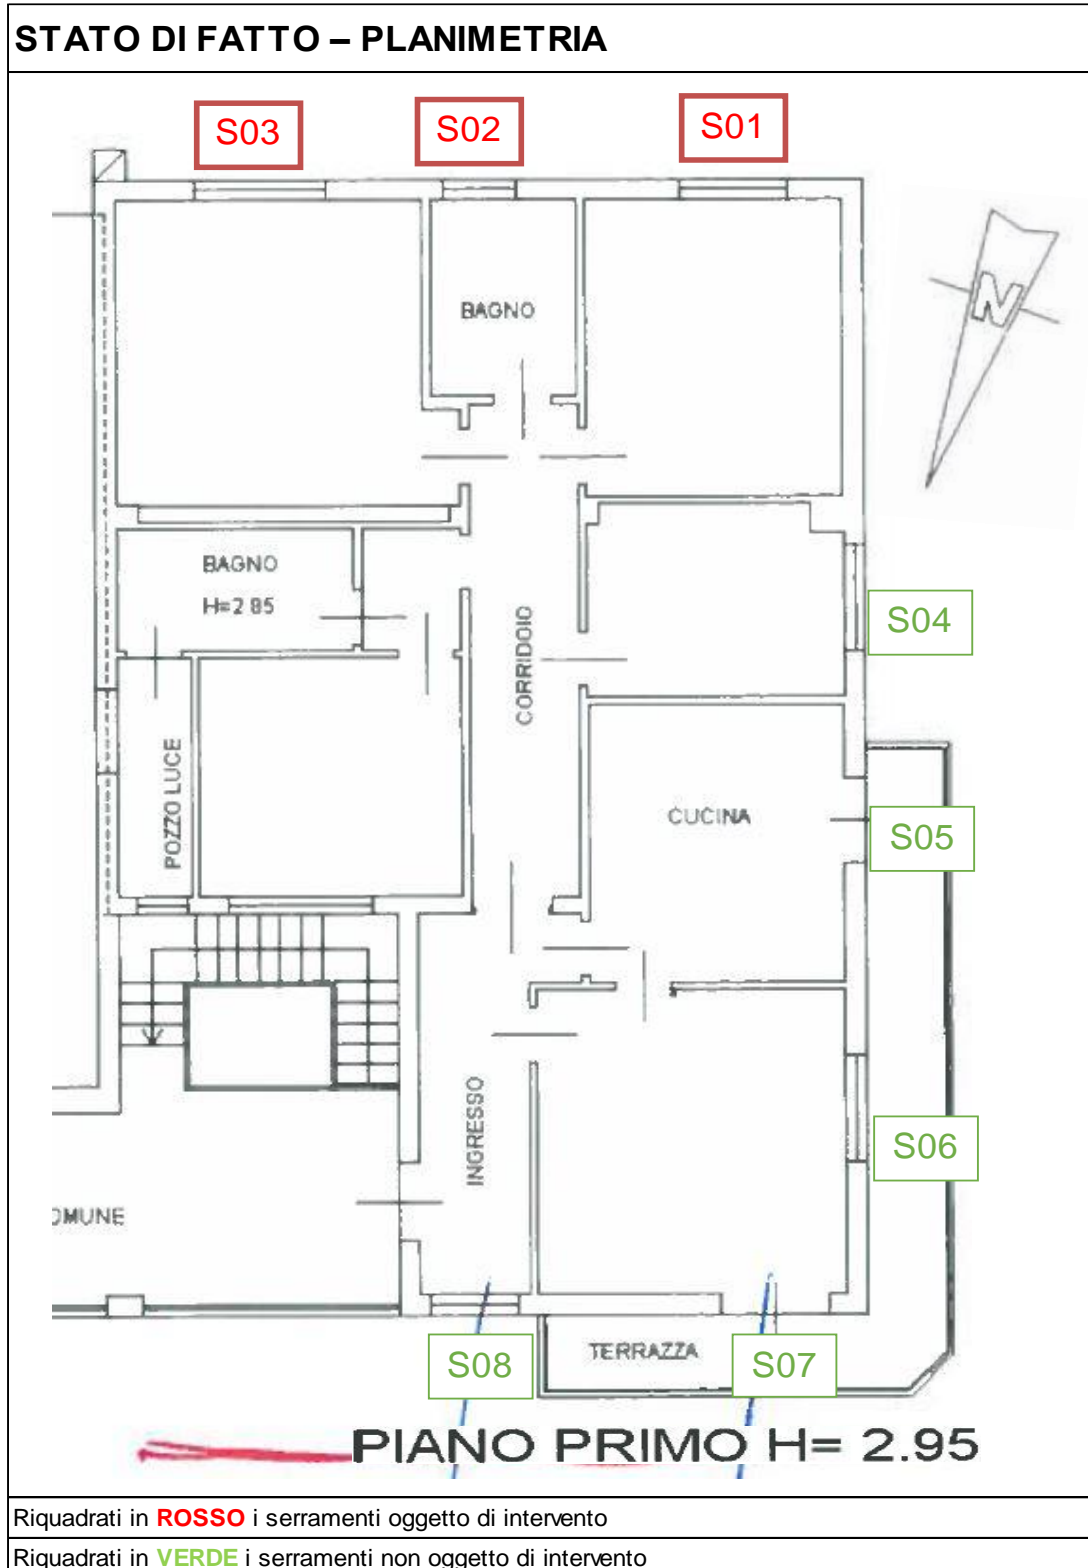 STATO DI FATTO – PLANIMETRIA
S03
S02
S01
N
BAGNO
BAGNO
H=2 85
S04
CORRIDOIO
POZZO LUCE
CUCINA
S05
INGRESSO
S06
OMUNE
TERRAZZA
S08
S07
PIANO PRIMO H= 2.95
Riquadrati in ROSSO i serramenti oggetto di intervento
Riquadrati in VERDE i serramenti non oggetto di intervento